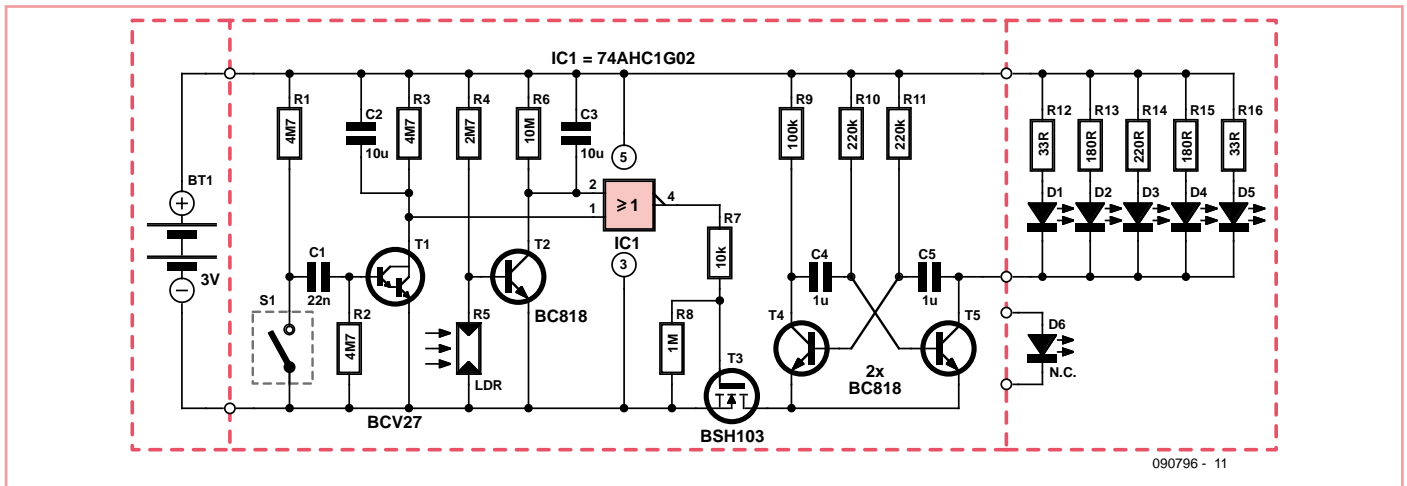 IC1 = 74AHC1G02
R1
4M7
C2
10u
R3
4M7
R4
2M7
R6
10M
C3
10u
5
R9
100k
R10
220k
R11
220k
R12
33R
R13
180R
R14
220R
R15
180R
R16
33R
BT1
3V
2
1
≥1
4
IC1
3
R7
10k
D1
D2
D3
D4
D5
S1
C1
22n
T1
T2
BC818
R2
4M7
R5
LDR
R8
1M
T3
C4
1u
C5
1u
T4
T5
2x
BC818
D6
N.C.
BCV27
BSH103
090796 - 11